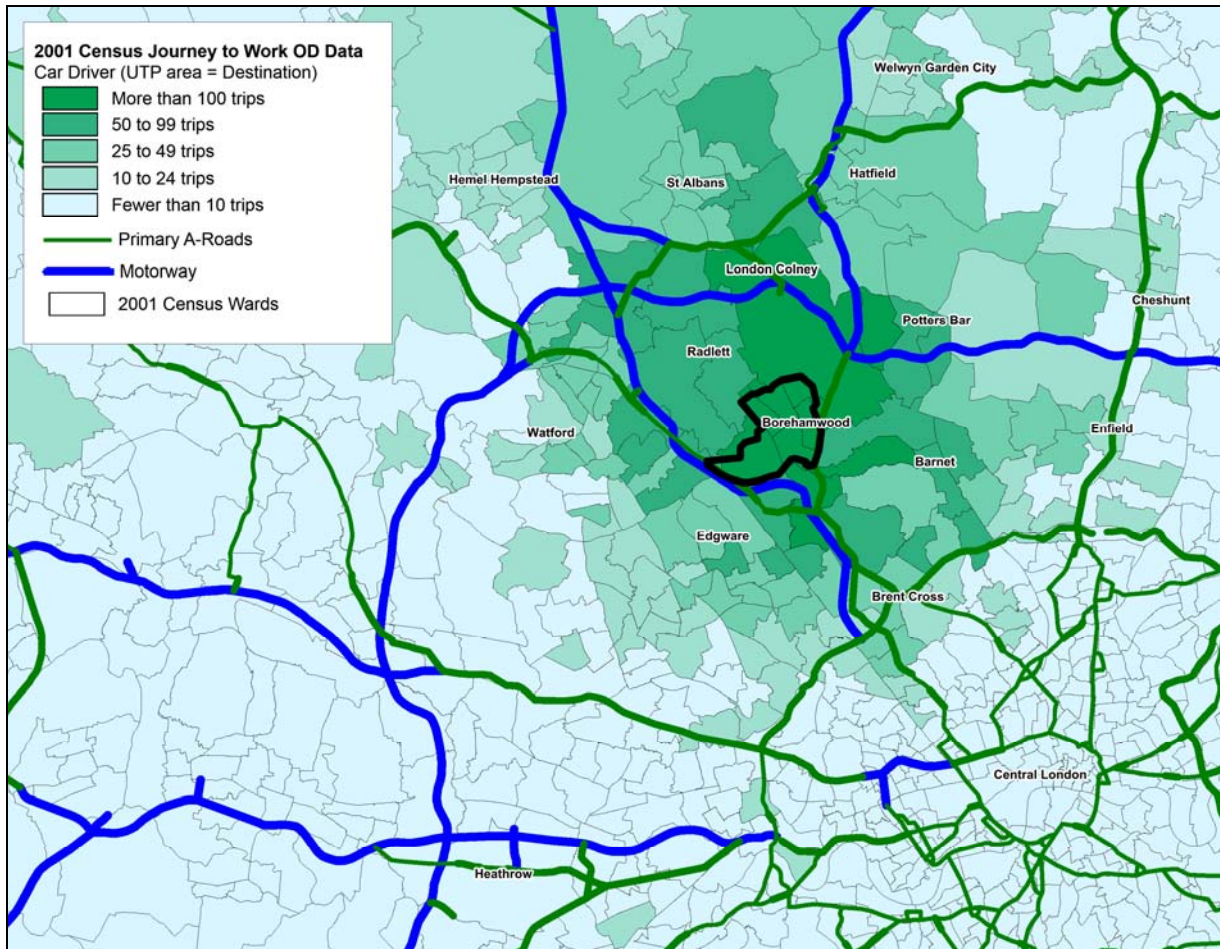 2001 Census Journey to Work OD Data
Car Driver (UTP area = Destination)
More than 100 trips
50 to 99 trips
25 to 49 trips
10 to 24 trips
Fewer than 10 trips
Primary A-Roads
Motorway
2001 Census Wards
Welwyn Garden City
Hemel Hempstead
St Albans
Hatfield
London Colney
Cheshunt
Potters Bar
Radlett
Borehamwood
Watford
Enfield
Barnet
Edgware
Brent Cross
Central London
Heathrow